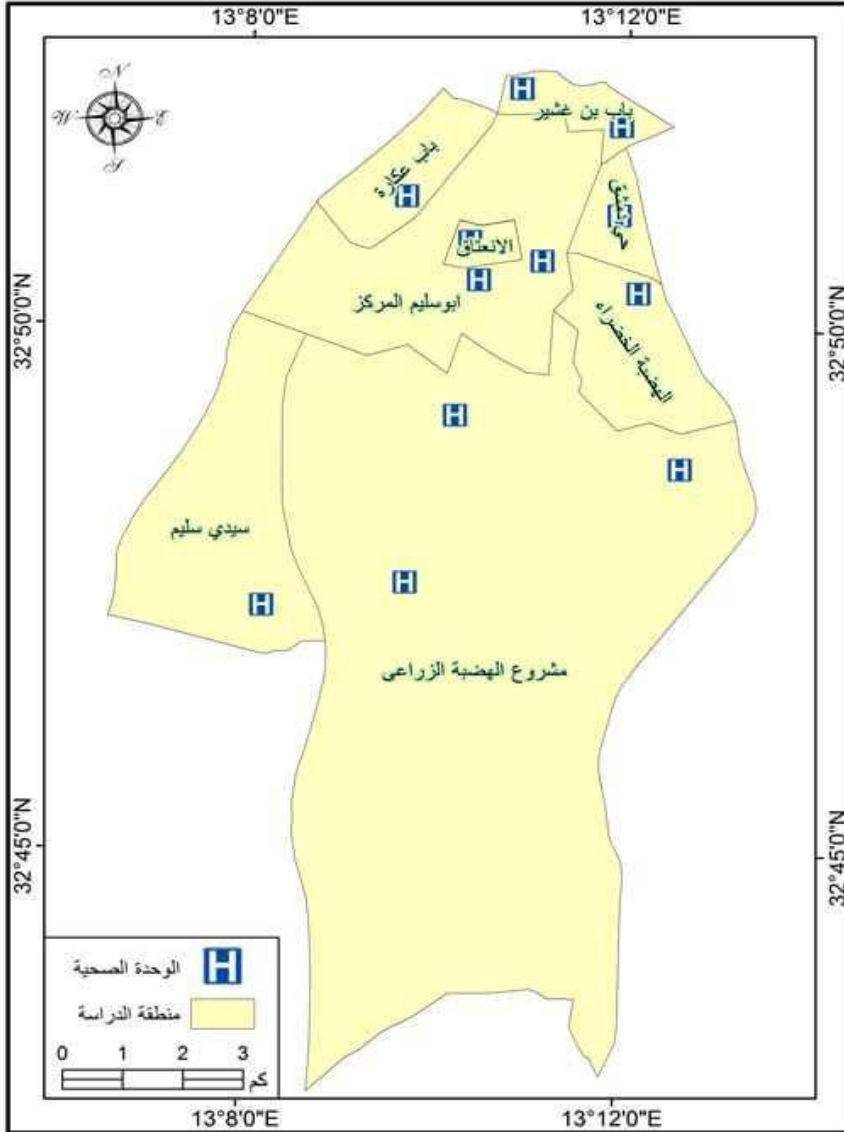 13°8'0"E
13°12'0"E
N
W
E
S
باب بن غشير
باب عكارة
حي دمشق
الانعتاق
ابوسليم المركز
32°50'0"N
32°50'0"N
الهضبة الخضراء
سيدي سليم
مشروع الهضبة الزراعى
32°45'0"N
32°45'0"N
H الوحدة الصحية
منطقة الدراسة
0 1 2 3
كم
13°8'0"E
13°12'0"E